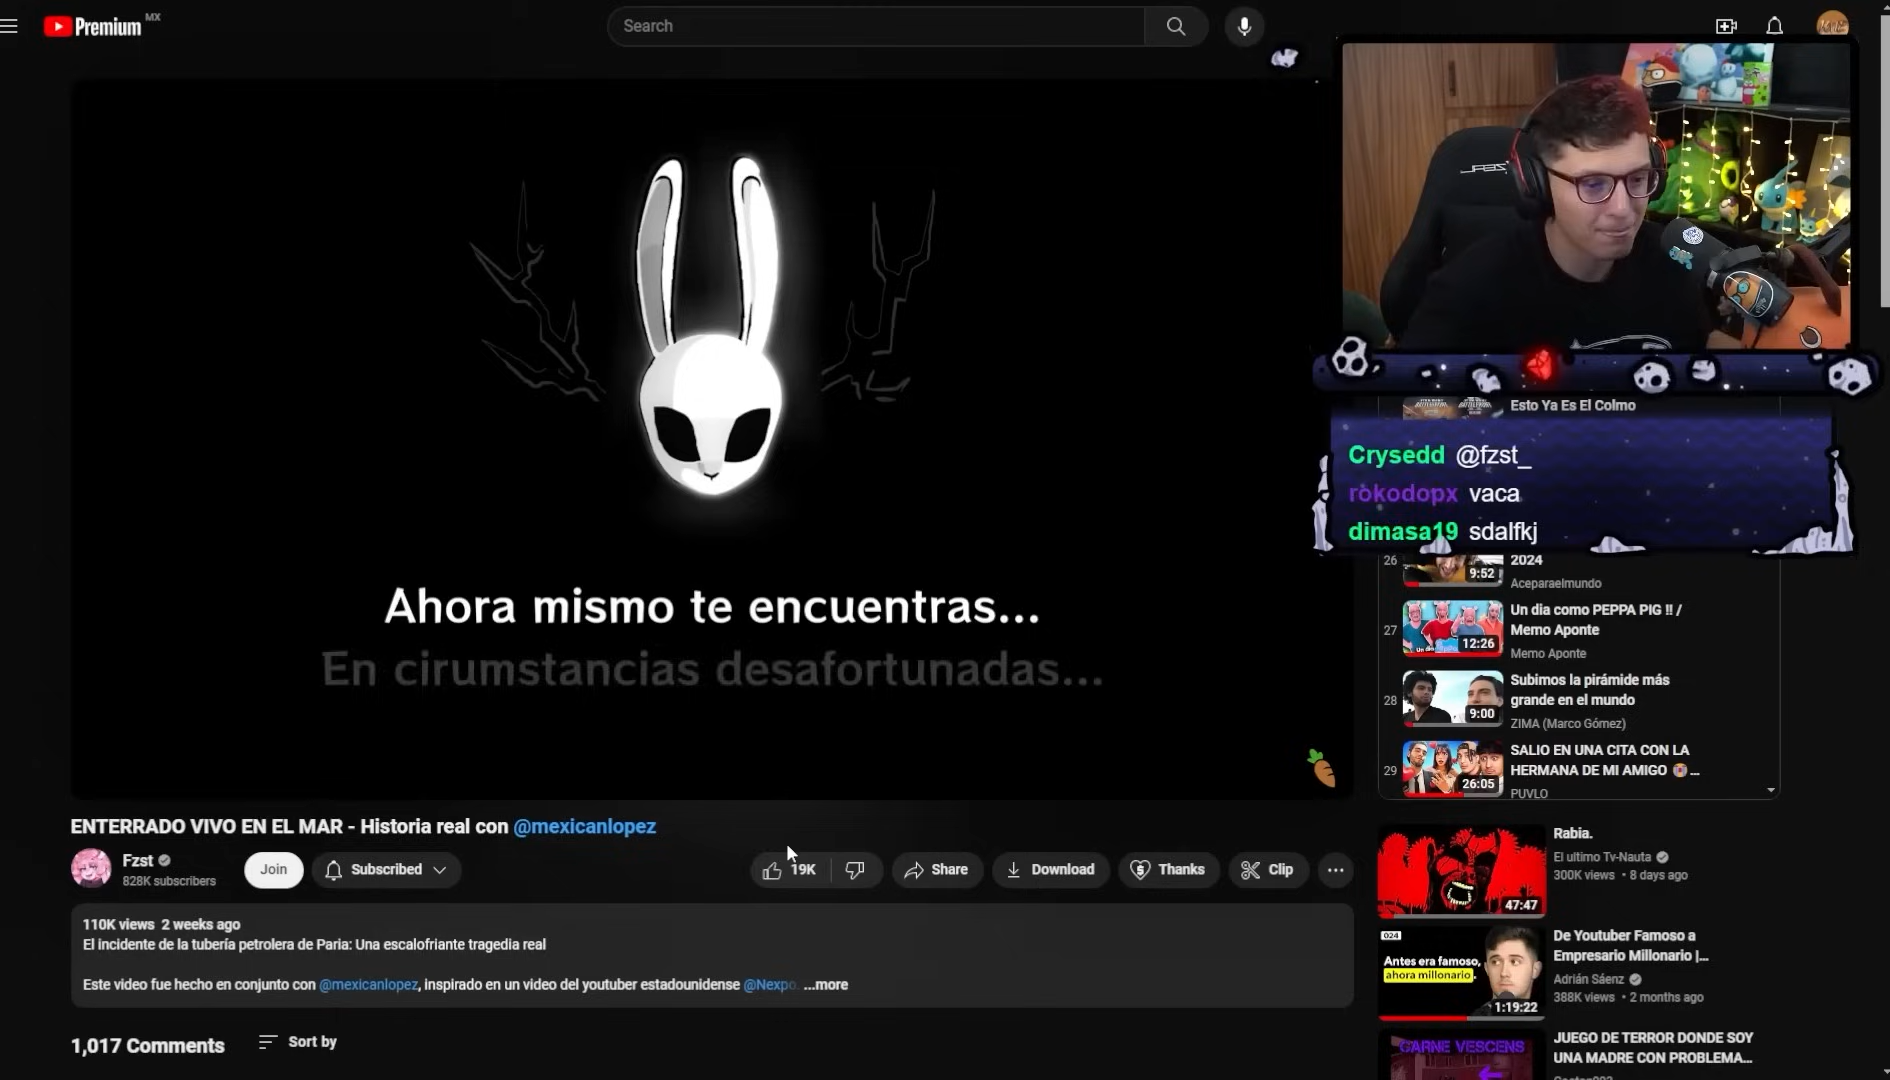 Premium MX
Search
Ahora mismo te encuentras...
En cirumstancias desafortunadas...
Esto Ya Es El Colmo
Crysedd @fzst_
rokodopx vaca
dimasa19 sdalfkj
26
9:52
2024
Aceparaelmundo
27
12:26
Un dia como PEPPA PIG !! /
Memo Aponte
Memo Aponte
28
9:00
Subimos la pirámide más
grande en el mundo
ZIMA (Marco Gómez)
29
26:05
SALIO EN UNA CITA CON LA
HERMANA DE MI AMIGO 😭...
PUVLO
ENTERRADO VIVO EN EL MAR - Historia real con @mexicanlopez
Fzst
828K subscribers
Join
Subscribed
19K
Share
Download
Thanks
Clip
110K views 2 weeks ago
El incidente de la tubería petrolera de Paria: Una escalofriante tragedia real
Este video fue hecho en conjunto con @mexicanlopez, inspirado en un video del youtuber estadounidense @Nexpo. ...more
1,017 Comments
Sort by
47:47
Rabia.
El ultimo Tv-Nauta
300K views • 8 days ago
024
Antes era famoso,
ahora millonario.
1:19:22
De Youtuber Famoso a
Empresario Millonario |...
Adrián Sáenz
388K views • 2 months ago
CARNE VESCENS
JUEGO DE TERROR DONDE SOY
UNA MADRE CON PROBLEMA...